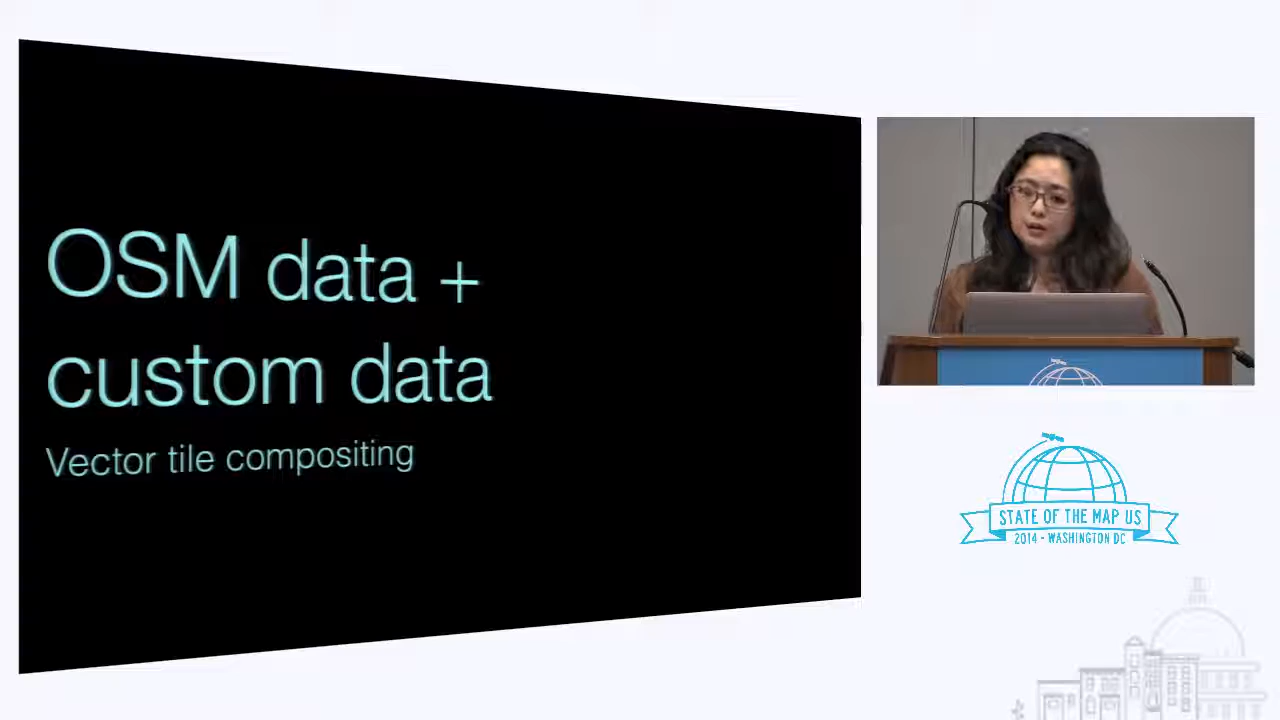 OSM data +
custom data
Vector tile compositing
STATE OF THE MAP US
2014 - WASHINGTON DC